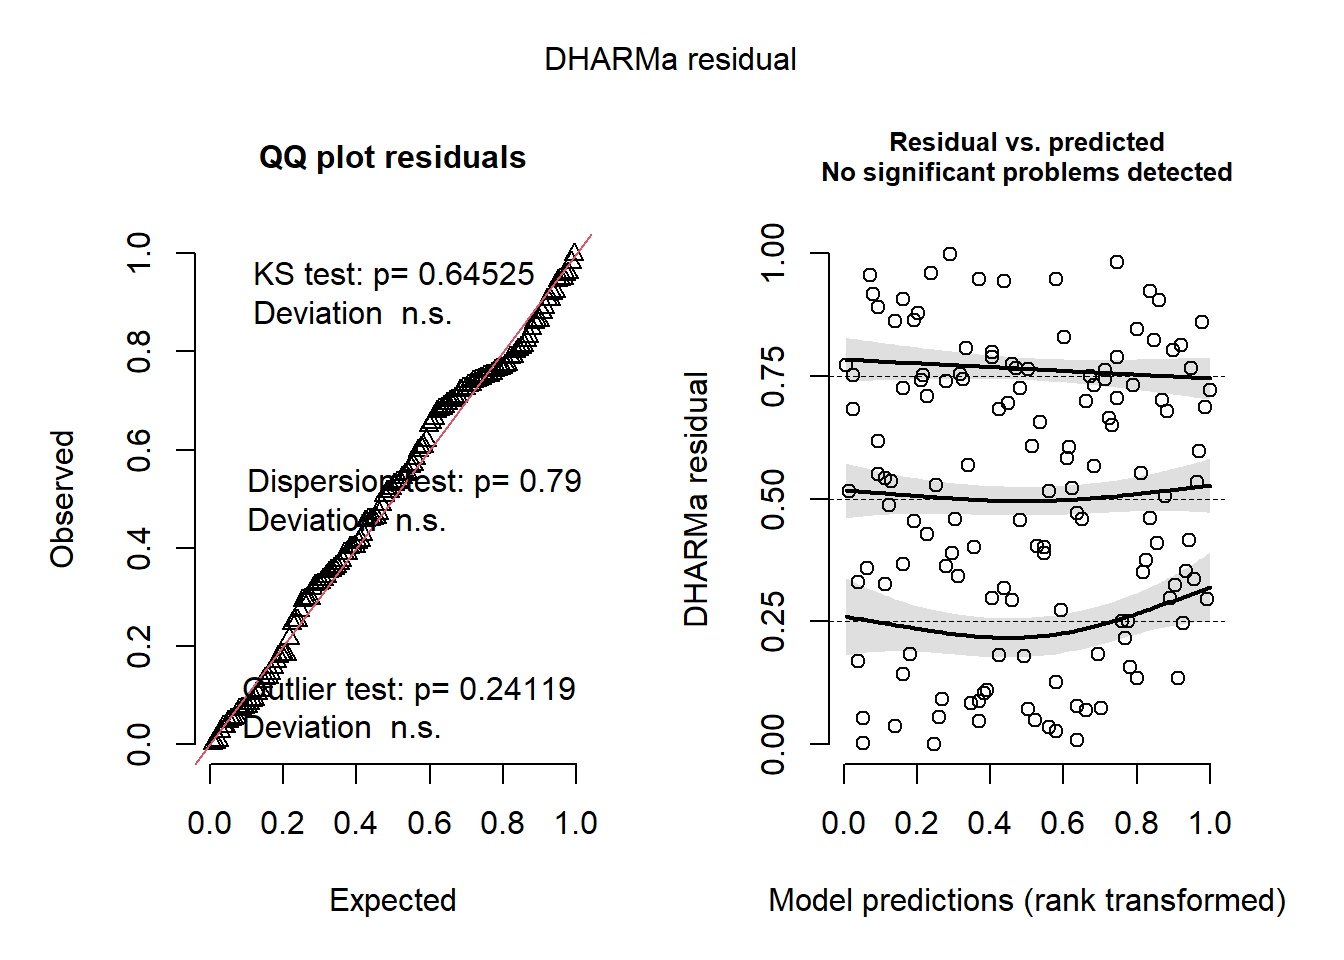 DHARMa residual
QQ plot residuals
KS test: p= 0.64525
Deviation  n.s.
Dispersion test: p= 0.79
Deviation  n.s.
Outlier test: p= 0.24119
Deviation  n.s.
Observed
0.0 0.2 0.4 0.6 0.8 1.0
0.0 0.2 0.4 0.6 0.8 1.0
Expected
Residual vs. predicted
No significant problems detected
DHARMa residual
0.00 0.25 0.50 0.75 1.00
0.0 0.2 0.4 0.6 0.8 1.0
Model predictions (rank transformed)